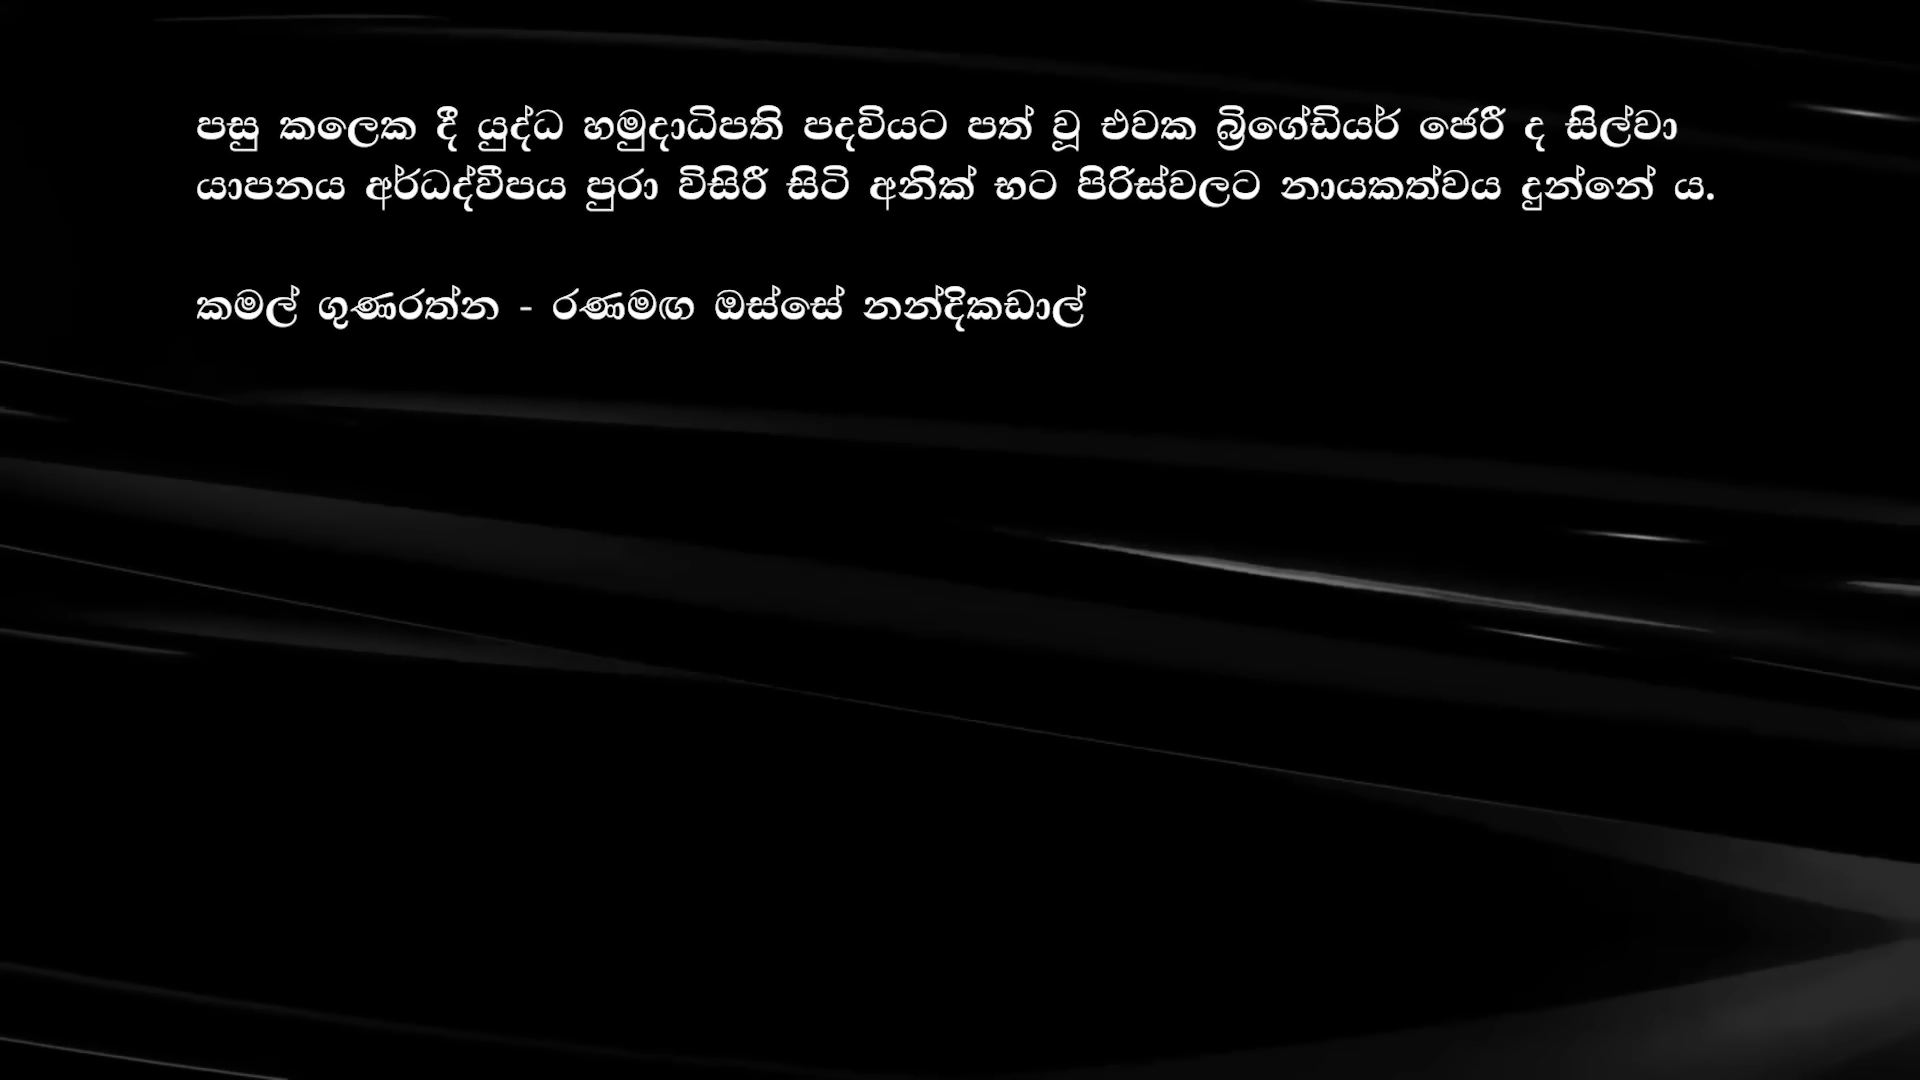 පසු කලෙක දී යුද්ධ හමුදාධිපති පදවියට පත් වූ එවක බ්‍රිගේඩියර් ජෙරී ද සිල්වා
යාපනය අර්ධද්වීපය පුරා විසිරී සිටි අනික් භට පිරිස්වලට නායකත්වය දුන්නේ ය.
කමල් ගුණරත්න - රණමඟ ඔස්සේ නන්දිකඩාල්